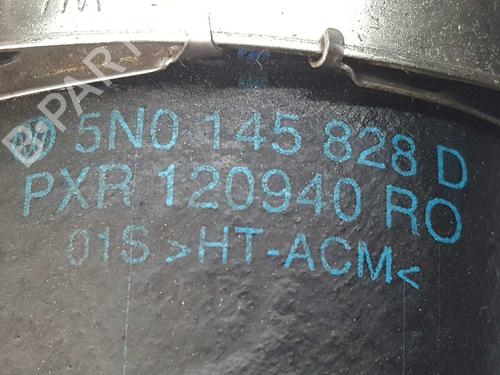 5N0 145 828 D
PXR 120940 RO
01S >HT-ACM<